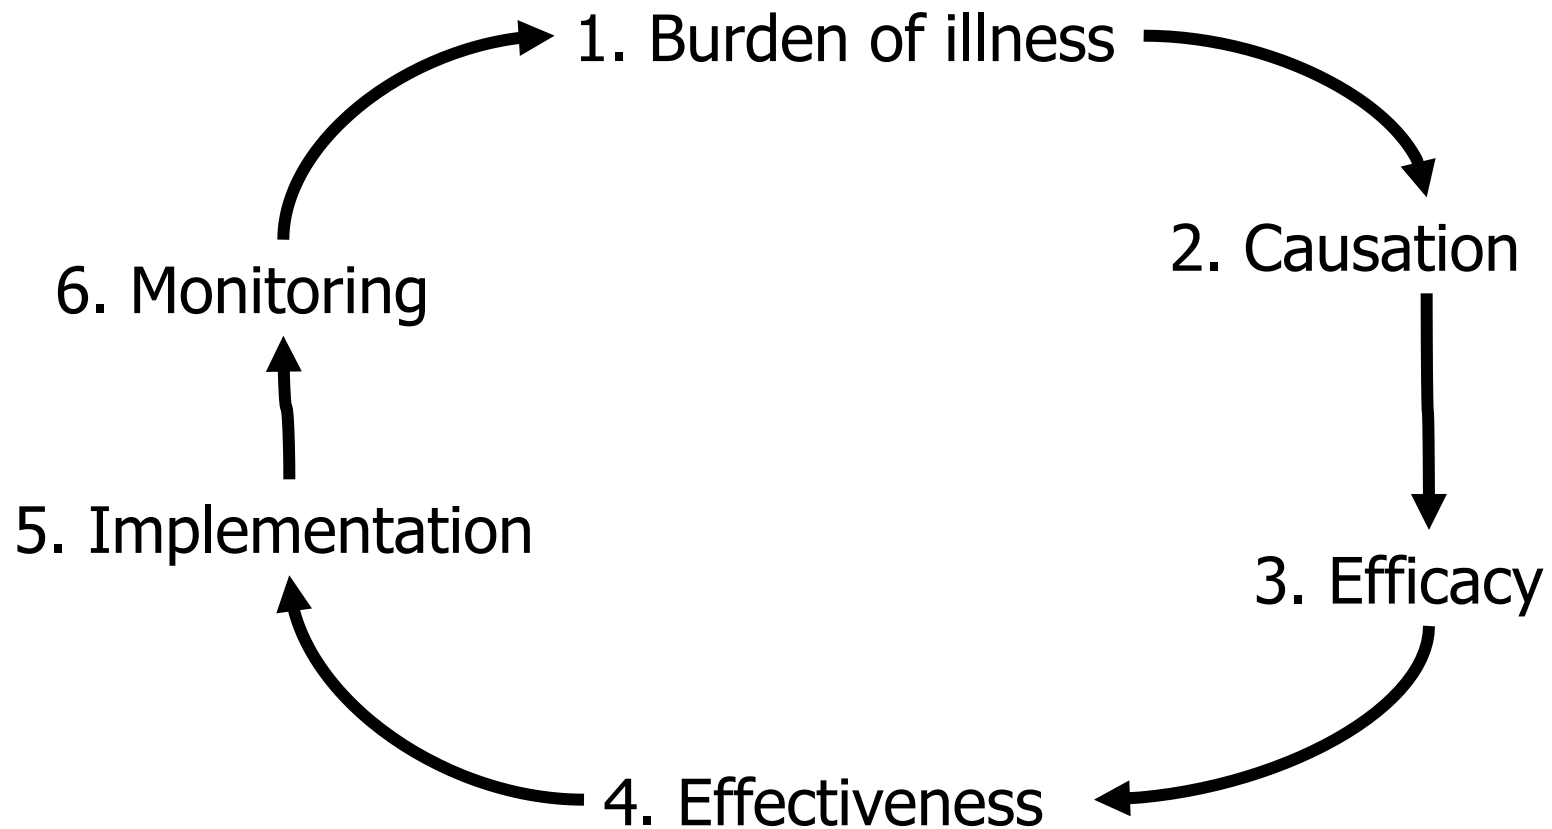 1. Burden of illness
2. Causation
3. Efficacy
4. Effectiveness
5. Implementation
6. Monitoring